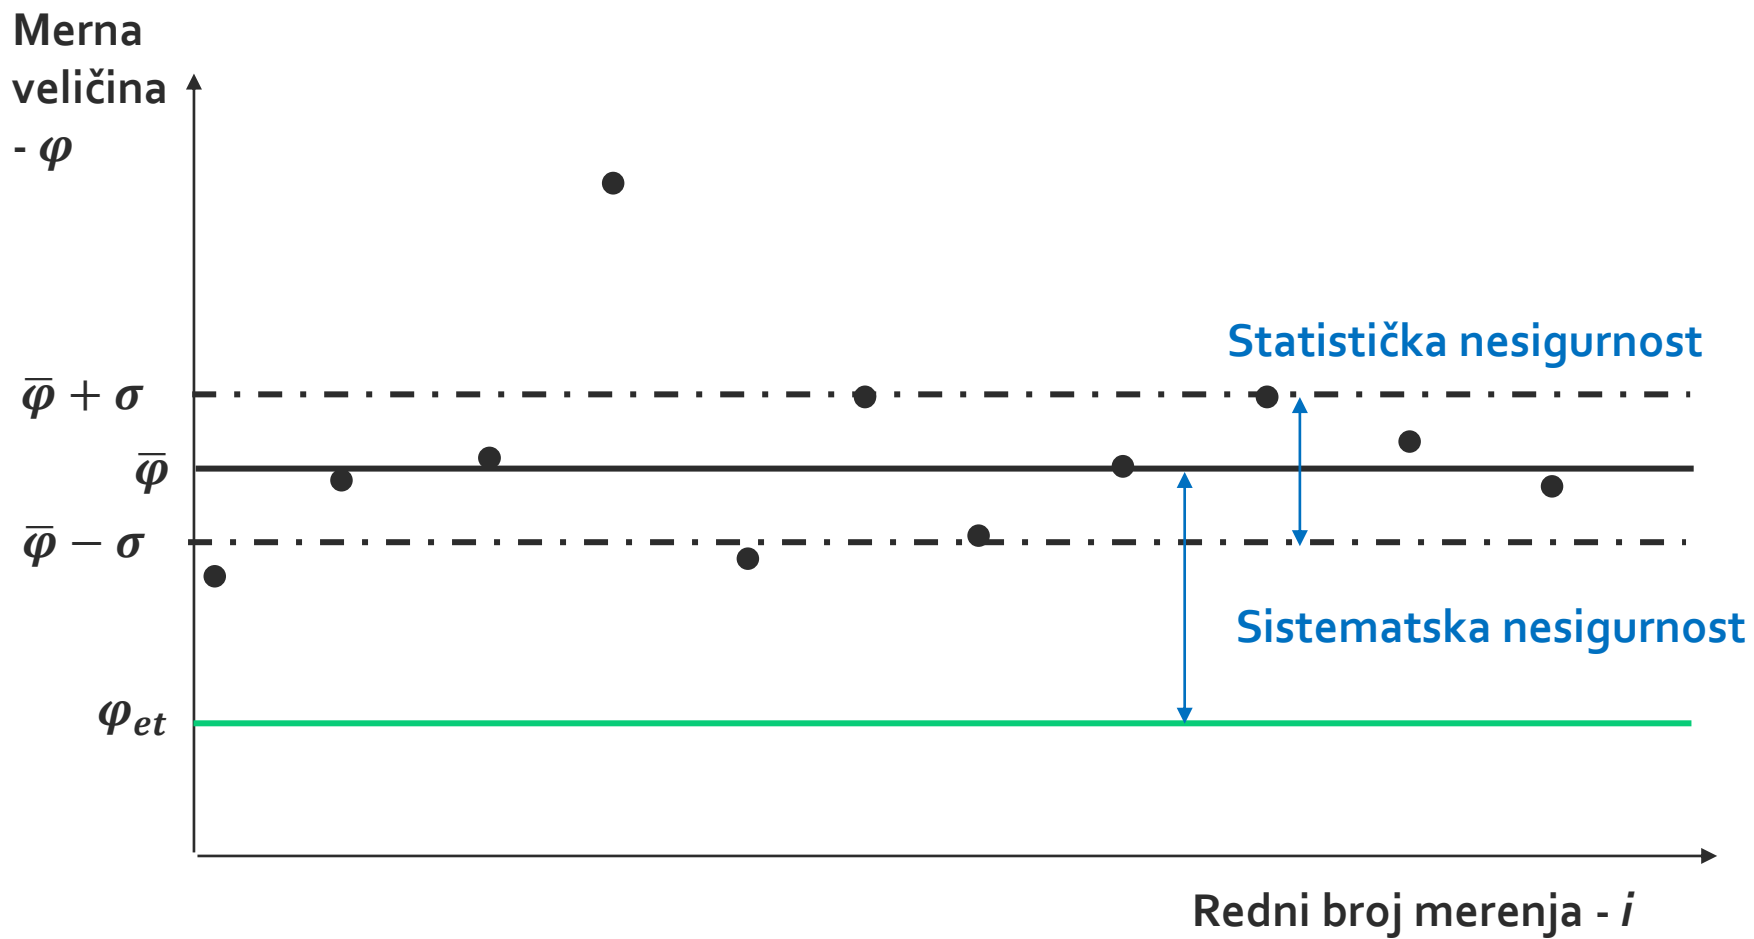 Merna
veličina
- φ
Statistička nesigurnost
φ̅ + σ
φ̅
φ̅ − σ
Sistematska nesigurnost
φₑₜ
Redni broj merenja - i